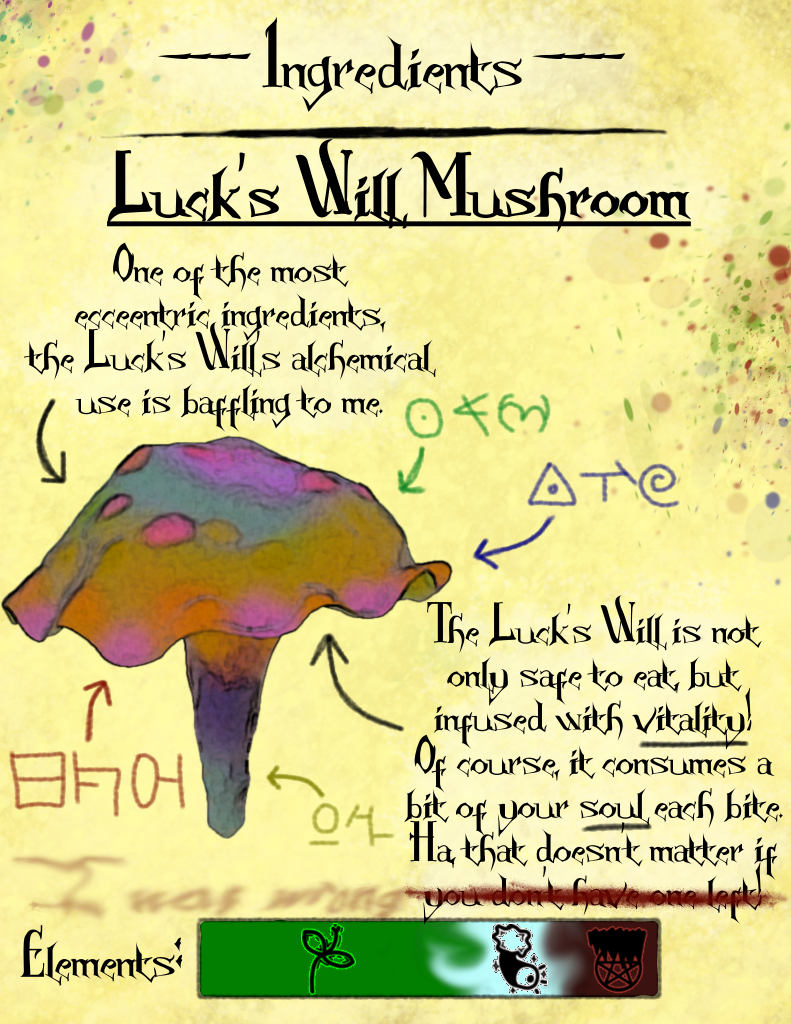 Ingredients
Luck's Will Mushroom
One of the most
ecceentric ingredients,
the Luck's Will's alchemical
use is baffling to me.
The Luck's Will is not
only safe to eat, but
infused with vitality!
Of course, it consumes a
bit of your soul each bite.
Ha, that doesn't matter if
you don't have one left!
I was wrong
Elements: